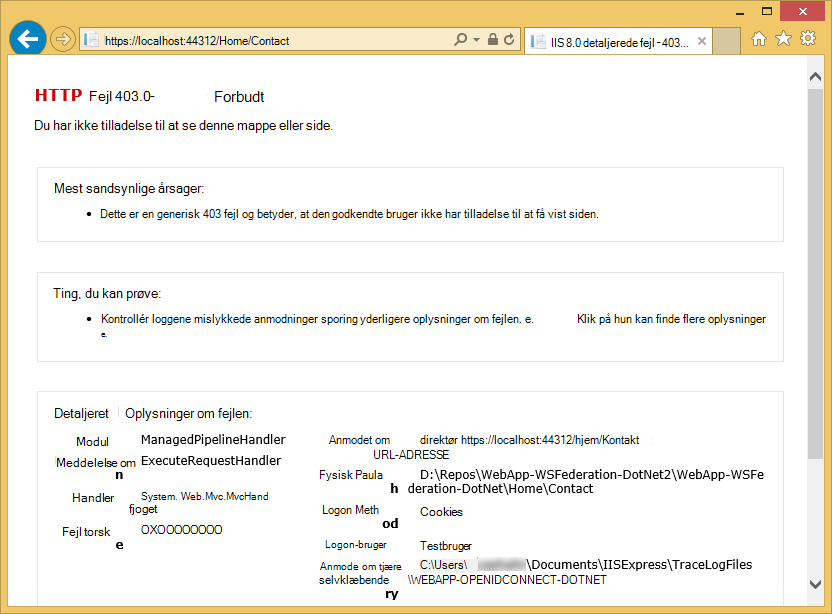 https://localhost:44312/Home/Contact
IIS 8.0 detaljerede fejl - 403...
HTTP Fejl 403.0- Forbudt
Du har ikke tilladelse til at se denne mappe eller side.
Mest sandsynlige årsager:
Dette er en generisk 403 fejl og betyder, at den godkendte bruger ikke har tilladelse til at få vist siden.
Ting, du kan prøve:
Kontrollér loggene mislykkede anmodninger sporing yderligere oplysninger om fejlen. e. Klik på hun kan finde flere oplysninger
e.
Detaljeret Oplysninger om fejlen:
Modul ManagedPipelineHandler
Meddelelse om ExecuteRequestHandler
n
Handler System. Web.Mvc.MvcHand
fjoget
Fejl torsk OXOOOOOOOO
e
Anmodet om direktør https://localhost:44312/hjem/Kontakt
URL-ADRESSE
Fysisk Paula D:\Repos\WebApp-WSFederation-DotNet2\WebApp-WSFe
h deration-DotNet\Home\Contact
Logon Meth Cookies
od
Logon-bruger Testbruger
Anmode om tjære C:\Users\ \Documents\IISExpress\TraceLogFiles
selvklæbende \WEBAPP-OPENIDCONNECT-DOTNET
ry